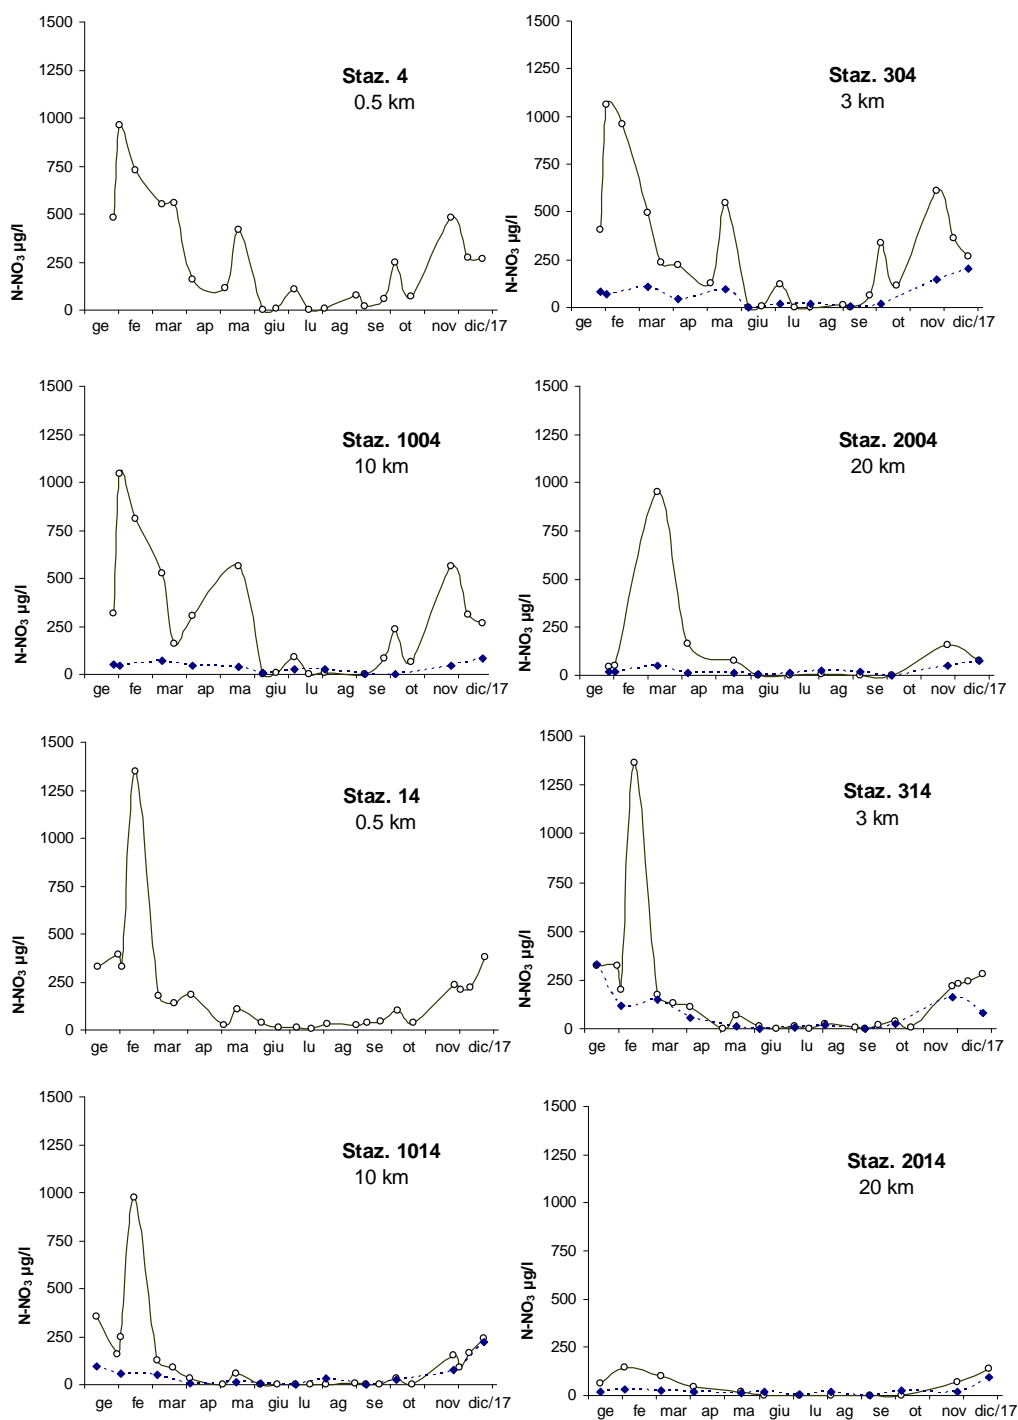 1500
1250
1000
750
500
250
0
N-NO3 µg/l
Staz. 4
0.5 km
ge fe mar ap ma giu lu ag se ot nov dic/17
1500
1250
1000
750
500
250
0
N-NO3 µg/l
Staz. 304
3 km
ge fe mar ap ma giu lu ag se ot nov dic/17
1500
1250
1000
750
500
250
0
N-NO3 µg/l
Staz. 1004
10 km
ge fe mar ap ma giu lu ag se ot nov dic/17
1500
1250
1000
750
500
250
0
N-NO3 µg/l
Staz. 2004
20 km
ge fe mar ap ma giu lu ag se ot nov dic/17
1500
1250
1000
750
500
250
0
N-NO3 µg/l
Staz. 14
0.5 km
ge fe mar ap ma giu lu ag se ot nov dic/17
1500
1250
1000
750
500
250
0
N-NO3 µg/l
Staz. 314
3 km
ge fe mar ap ma giu lu ag se ot nov dic/17
1500
1250
1000
750
500
250
0
N-NO3 µg/l
Staz. 1014
10 km
ge fe mar ap ma giu lu ag se ot nov dic/17
1500
1250
1000
750
500
250
0
N-NO3 µg/l
Staz. 2014
20 km
ge fe mar ap ma giu lu ag se ot nov dic/17